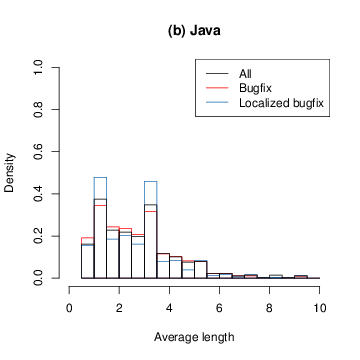 (b) Java
All
Bugfix
Localized bugfix
Density
1.0
0.8
0.6
0.4
0.2
0.0
0 2 4 6 8 10
Average length